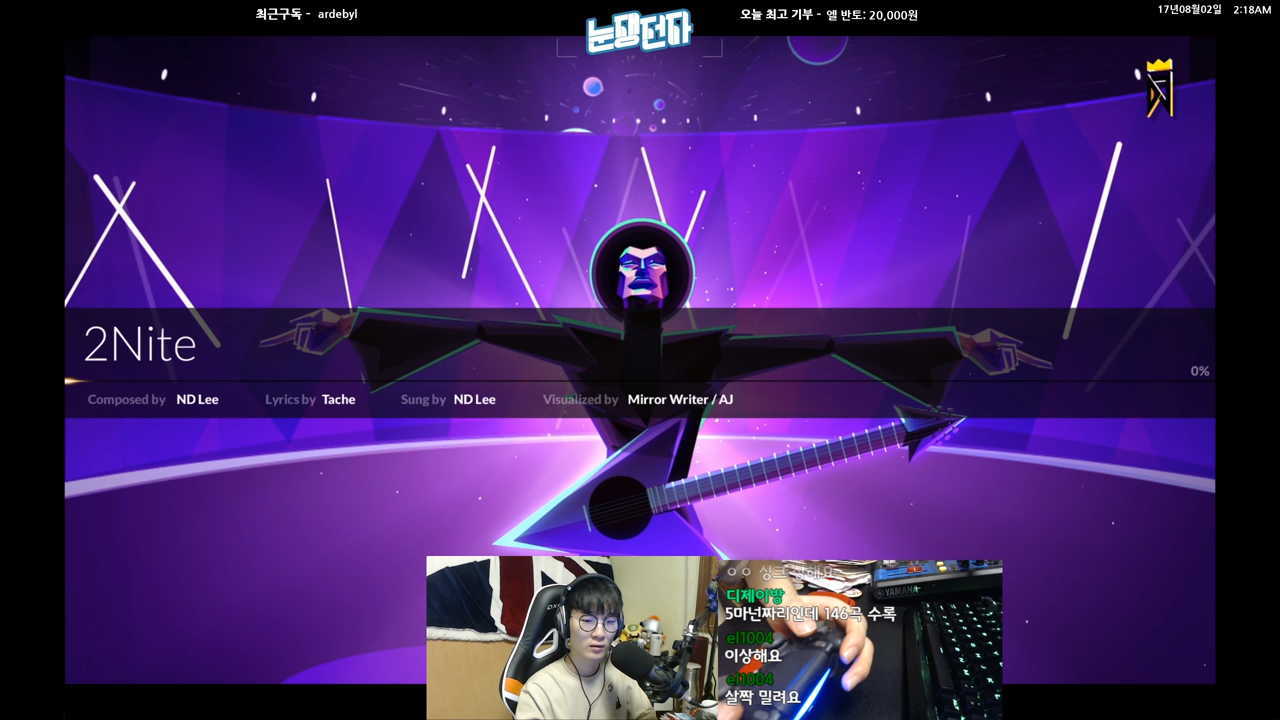 최근구독 - ardebyl
눈맹전자
오늘 최고 기부 - 엘 반토: 20,000원
17년08월02일 2:18AM
2Nite
0%
Composed by ND Lee Lyrics by Tache Sung by ND Lee Visualized by Mirror Writer / AJ
YAMAHA
디제이방
5마넌짜리인데 146곡 수록
el1004
이상해요
el1004
살짝 밀려요